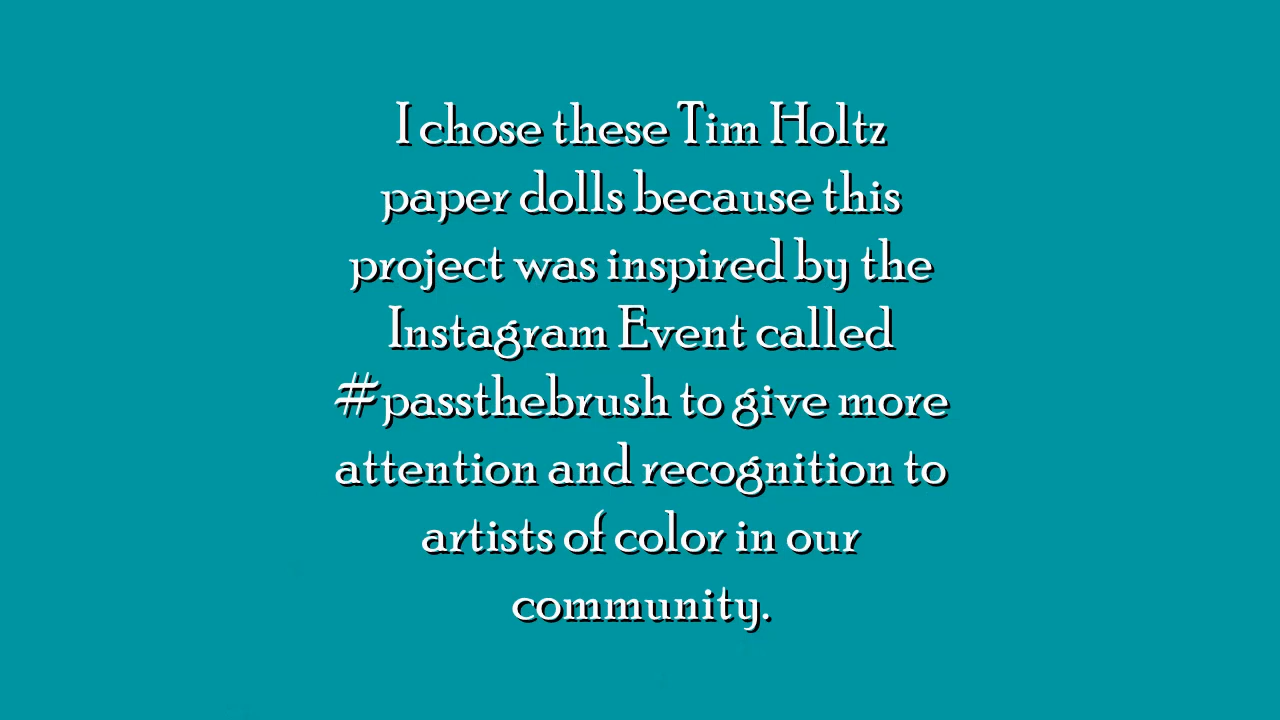 I chose these Tim Holtz
paper dolls because this
project was inspired by the
Instagram Event called
#passthebrush to give more
attention and recognition to
artists of color in our
community.